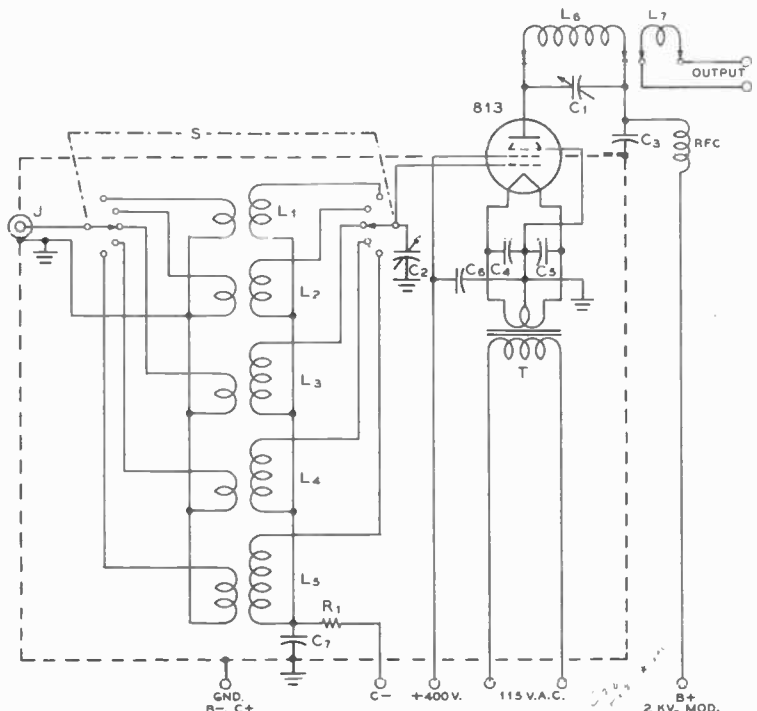 L6
L7
OUTPUT
C1
813
C3
RFC
S
J
L1
C2
C6 C4 C5
L2
T
L3
L4
L5
R1
C7
GND.
B- C+
C-
+400 V.
115 V.A.C.
B+
2 KV. MOD.